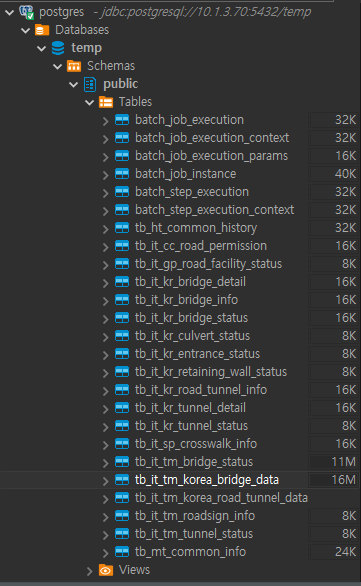 postgres - jdbc:postgresql://10.1.3.70:5432/temp
Databases
temp
Schemas
public
Tables
batch_job_execution 32K
batch_job_execution_context 32K
batch_job_execution_params 16K
batch_job_instance 40K
batch_step_execution 32K
batch_step_execution_context 32K
tb_ht_common_history 32K
tb_it_cc_road_permission 16K
tb_it_gp_road_facility_status 8K
tb_it_kr_bridge_detail 16K
tb_it_kr_bridge_info 16K
tb_it_kr_bridge_status 16K
tb_it_kr_culvert_status 8K
tb_it_kr_entrance_status 8K
tb_it_kr_retaining_wall_status 8K
tb_it_kr_road_tunnel_info 16K
tb_it_kr_tunnel_detail 16K
tb_it_kr_tunnel_status 8K
tb_it_sp_crosswalk_info 16K
tb_it_tm_bridge_status 11M
tb_it_tm_korea_bridge_data 16M
tb_it_tm_korea_road_tunnel_data
tb_it_tm_roadsign_info 8K
tb_it_tm_tunnel_status 8K
tb_mt_common_info 24K
Views